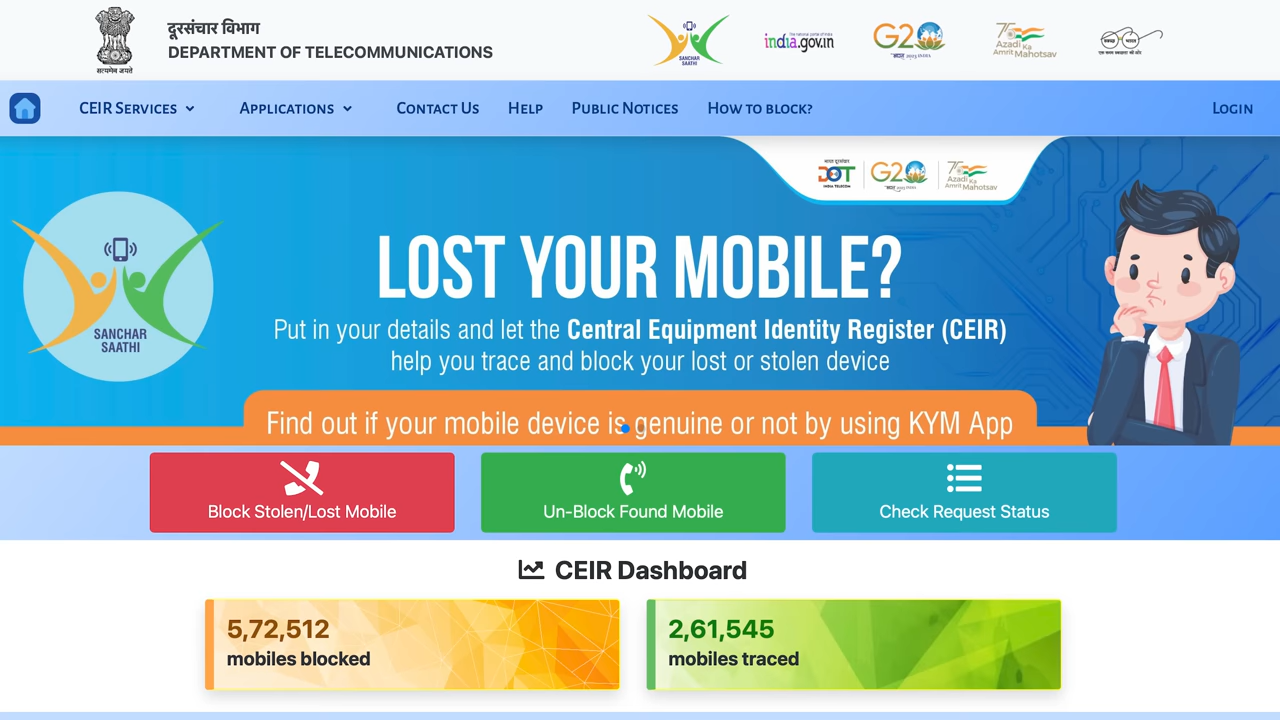 दूरसंचार विभाग
DEPARTMENT OF TELECOMMUNICATIONS
सत्यमेव जयते
SANCHAR
SAATHI
india.gov.in
G20
Azadi Ka
Amrit Mahotsav
CEIR Services
Applications
Contact Us
Help
Public Notices
How to block?
Login
DOT
INDIA TELECOM
G20
Azadi Ka
Amrit Mahotsav
SANCHAR
SAATHI
LOST YOUR MOBILE?
Put in your details and let the Central Equipment Identity Register (CEIR)
help you trace and block your lost or stolen device
Find out if your mobile device is genuine or not by using KYM App
Block Stolen/Lost Mobile
Un-Block Found Mobile
Check Request Status
CEIR Dashboard
5,72,512
mobiles blocked
2,61,545
mobiles traced